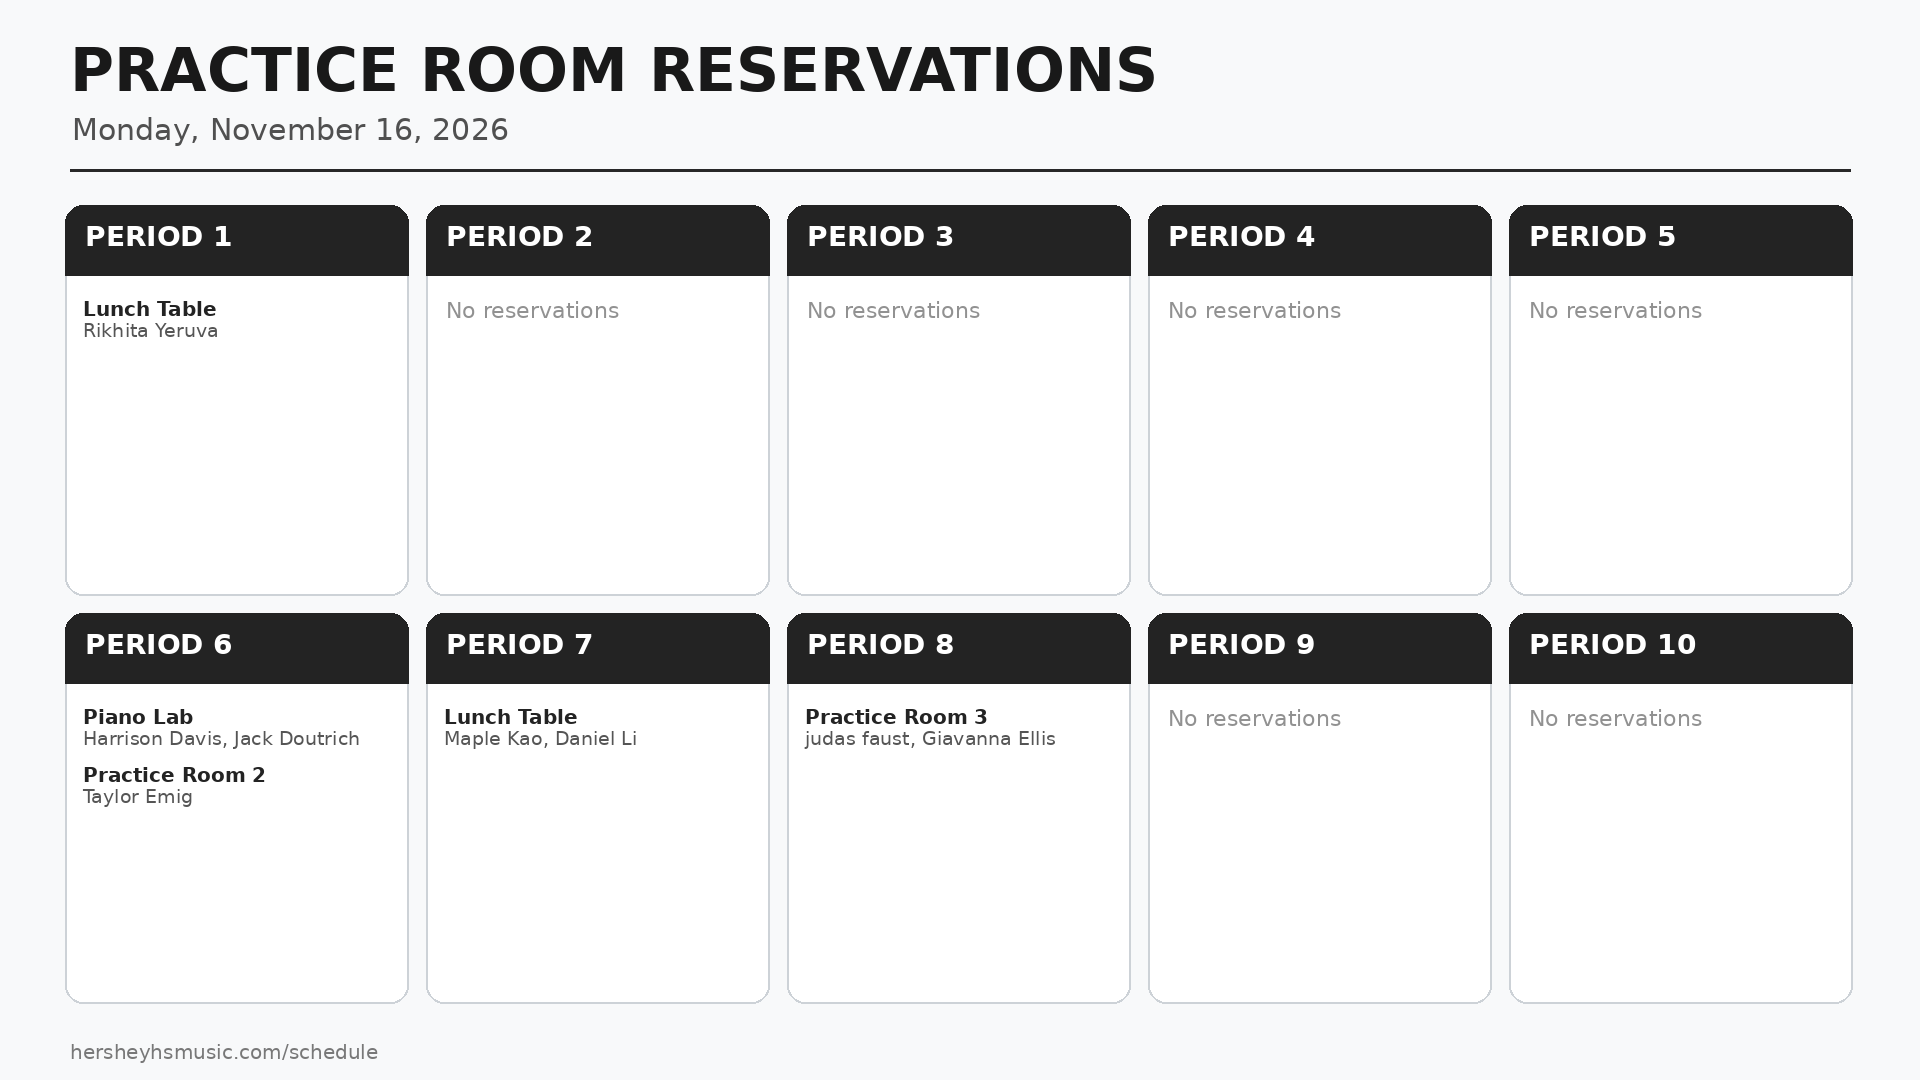 PRACTICE ROOM RESERVATIONS
Monday, November 16, 2026
PERIOD 1
Lunch Table
Rikhita Yeruva
PERIOD 2
No reservations
PERIOD 3
No reservations
PERIOD 4
No reservations
PERIOD 5
No reservations
PERIOD 6
Piano Lab
Harrison Davis, Jack Doutrich
Practice Room 2
Taylor Emig
PERIOD 7
Lunch Table
Maple Kao, Daniel Li
PERIOD 8
Practice Room 3
judas faust, Giavanna Ellis
PERIOD 9
No reservations
PERIOD 10
No reservations
hersheyhsmusic.com/schedule